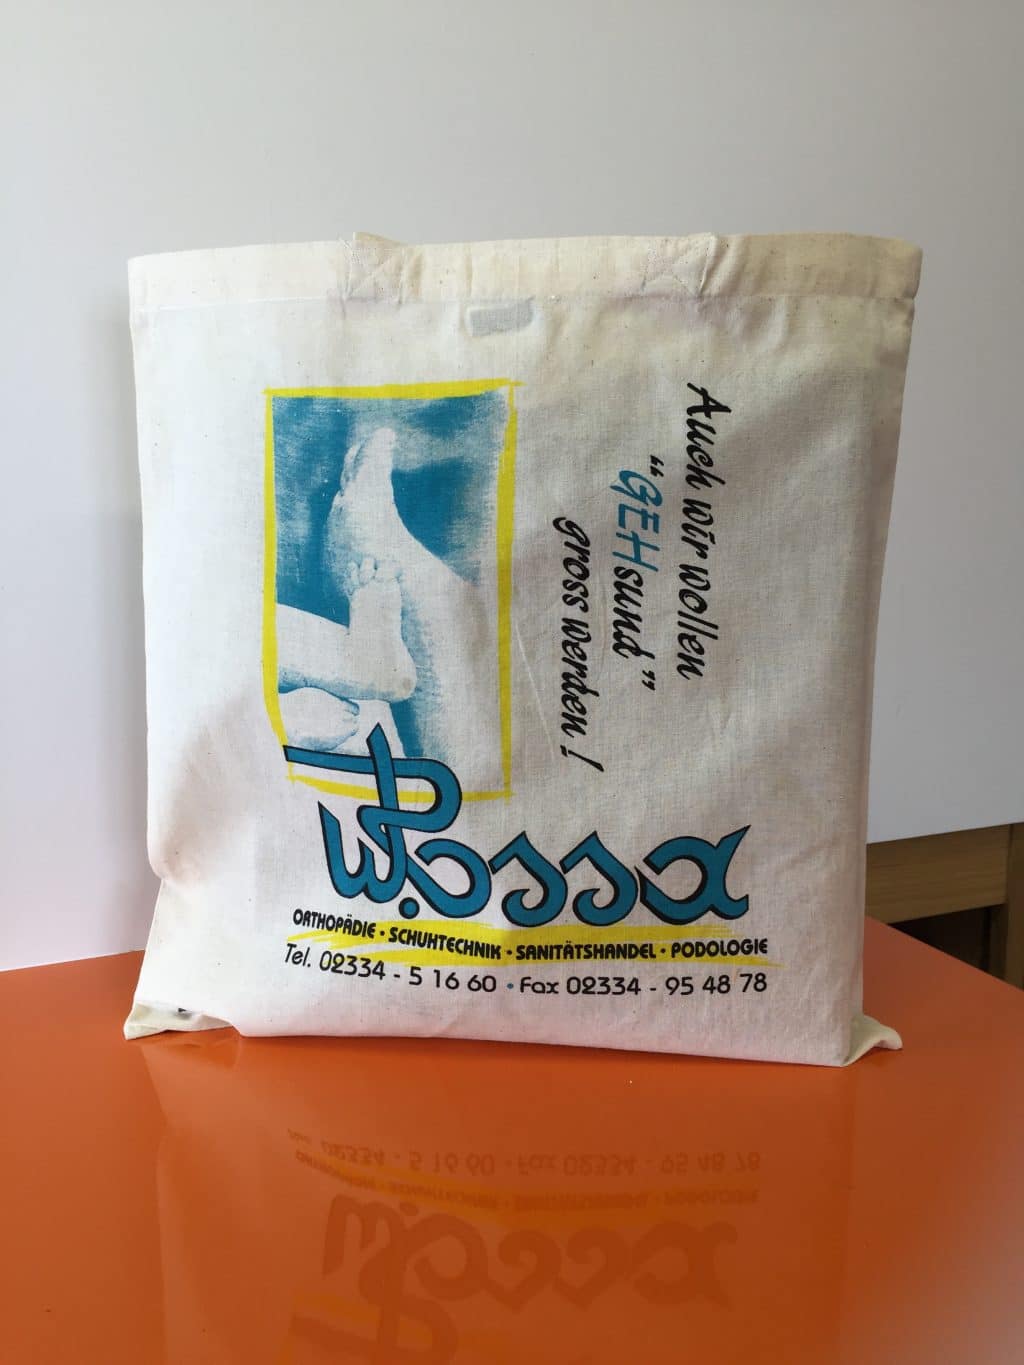 Auch wir wollen
“GEHsund”
gross werden !
W. Possa
ORTHOPÄDIE · SCHUHTECHNIK · SANITÄTSHANDEL · PODOLOGIE
Tel. 02334 - 5 16 60 · Fax 02334 - 95 48 78